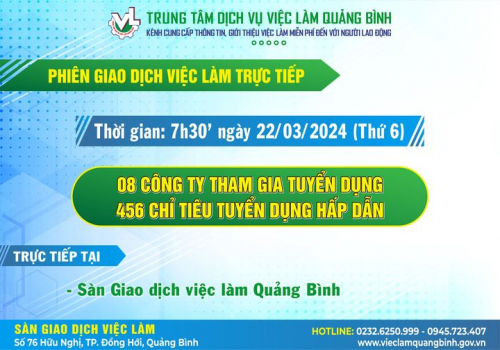 TRUNG TÂM DỊCH VỤ VIỆC LÀM QUẢNG BÌNH
KÊNH CUNG CẤP THÔNG TIN, GIỚI THIỆU VIỆC LÀM MIỄN PHÍ ĐẾN VỚI NGƯỜI LAO ĐỘNG
PHIÊN GIAO DỊCH VIỆC LÀM TRỰC TIẾP
Thời gian: 7h30’ ngày 22/03/2024 (Thứ 6)
08 CÔNG TY THAM GIA TUYỂN DỤNG
456 CHỈ TIÊU TUYỂN DỤNG HẤP DẪN
TRỰC TIẾP TẠI
- Sàn Giao dịch việc làm Quảng Bình
SÀN GIAO DỊCH VIỆC LÀM
Số 76 Hữu Nghị, TP. Đồng Hới, Quảng Bình
HOTLINE: 0232.6250.999 - 0945.723.407
www.vieclamquangbinh.gov.vn